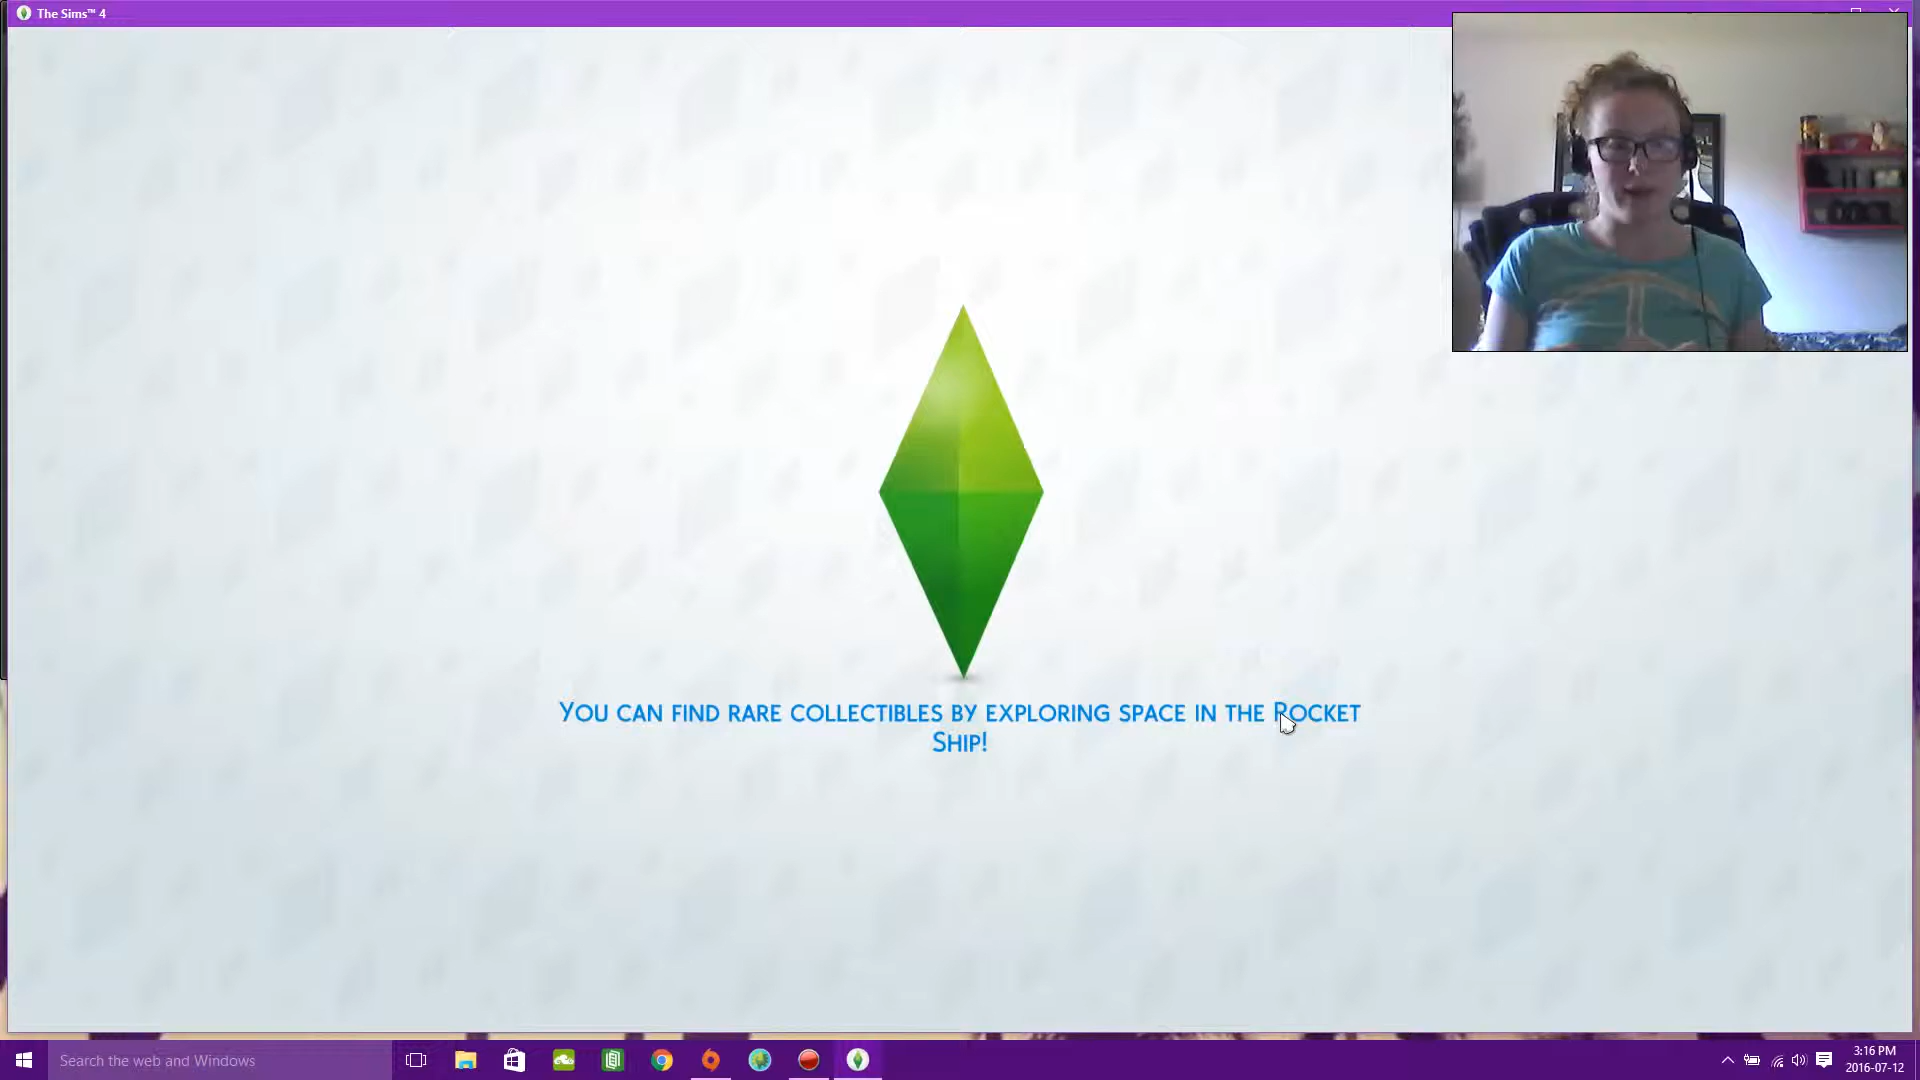 The Sims™ 4
You can find rare collectibles by exploring space in the Rocket
Ship!
Search the web and Windows
3:16 PM
2016-07-12